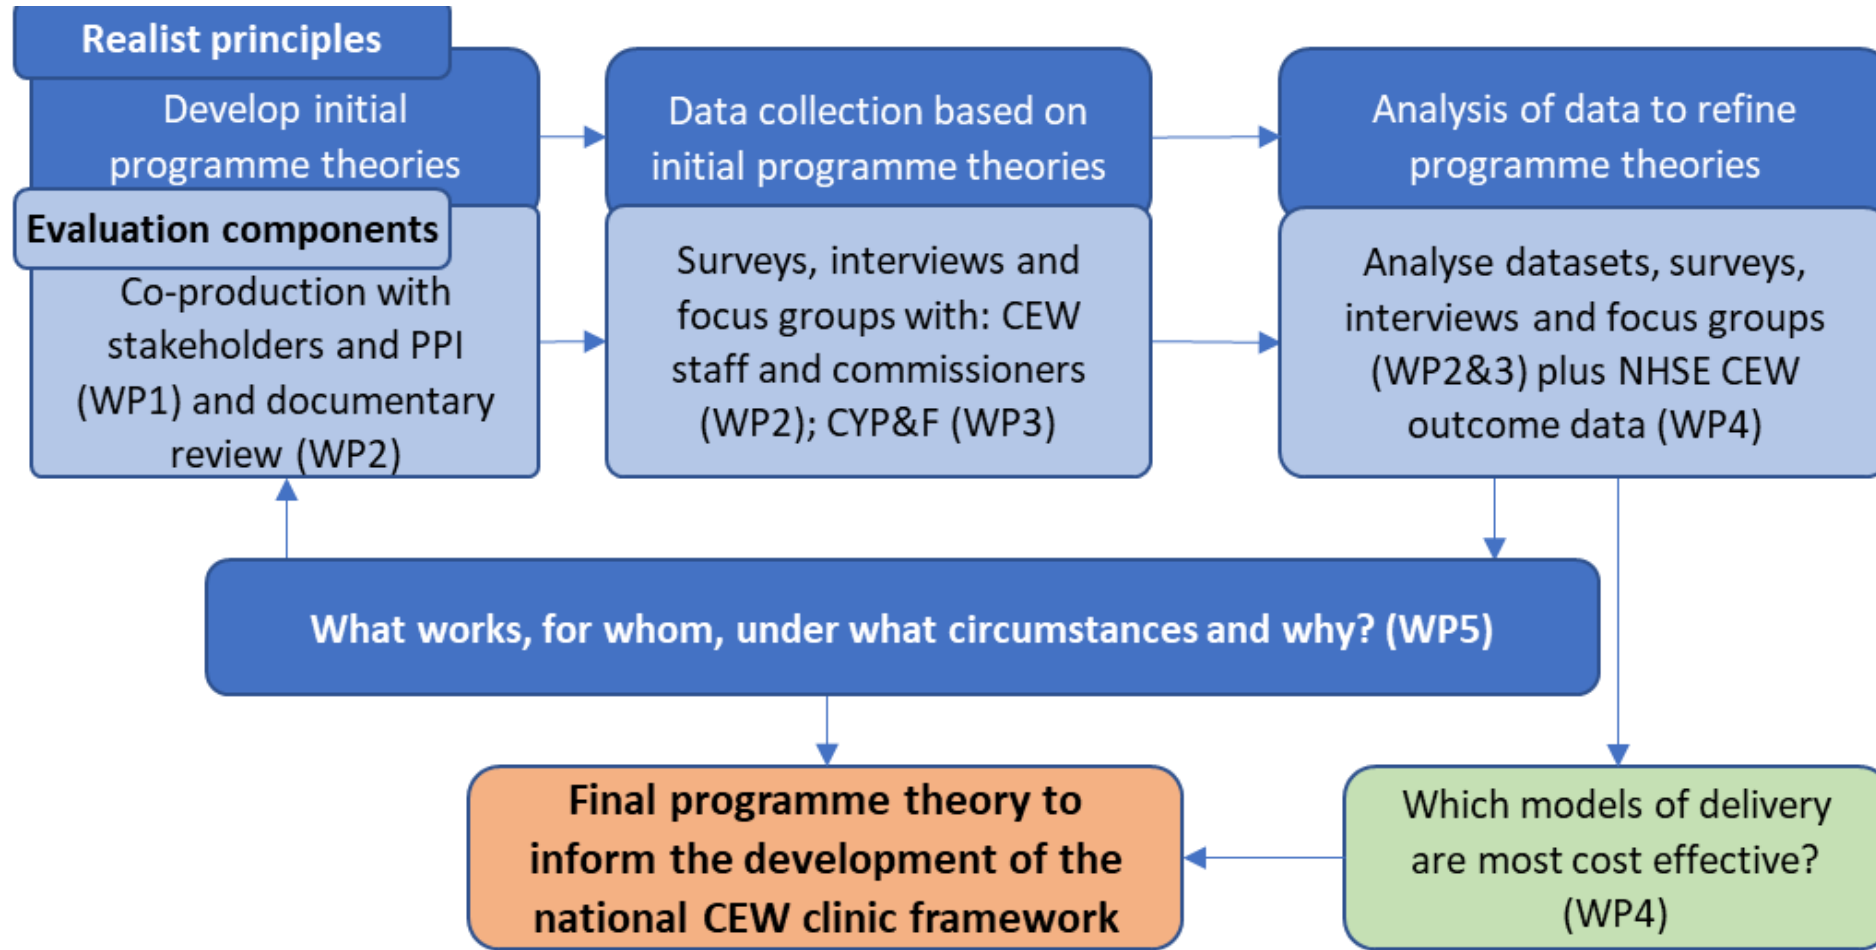 Realist principles
Develop initial
programme theories
Evaluation components
Co-production with
stakeholders and PPI
(WP1) and documentary
review (WP2)
Data collection based on
initial programme theories
Surveys, interviews and
focus groups with: CEW
staff and commissioners
(WP2); CYP&F (WP3)
Analysis of data to refine
programme theories
Analyse datasets, surveys,
interviews and focus groups
(WP2&3) plus NHSE CEW
outcome data (WP4)
What works, for whom, under what circumstances and why? (WP5)
Final programme theory to
inform the development of the
national CEW clinic framework
Which models of delivery
are most cost effective?
(WP4)